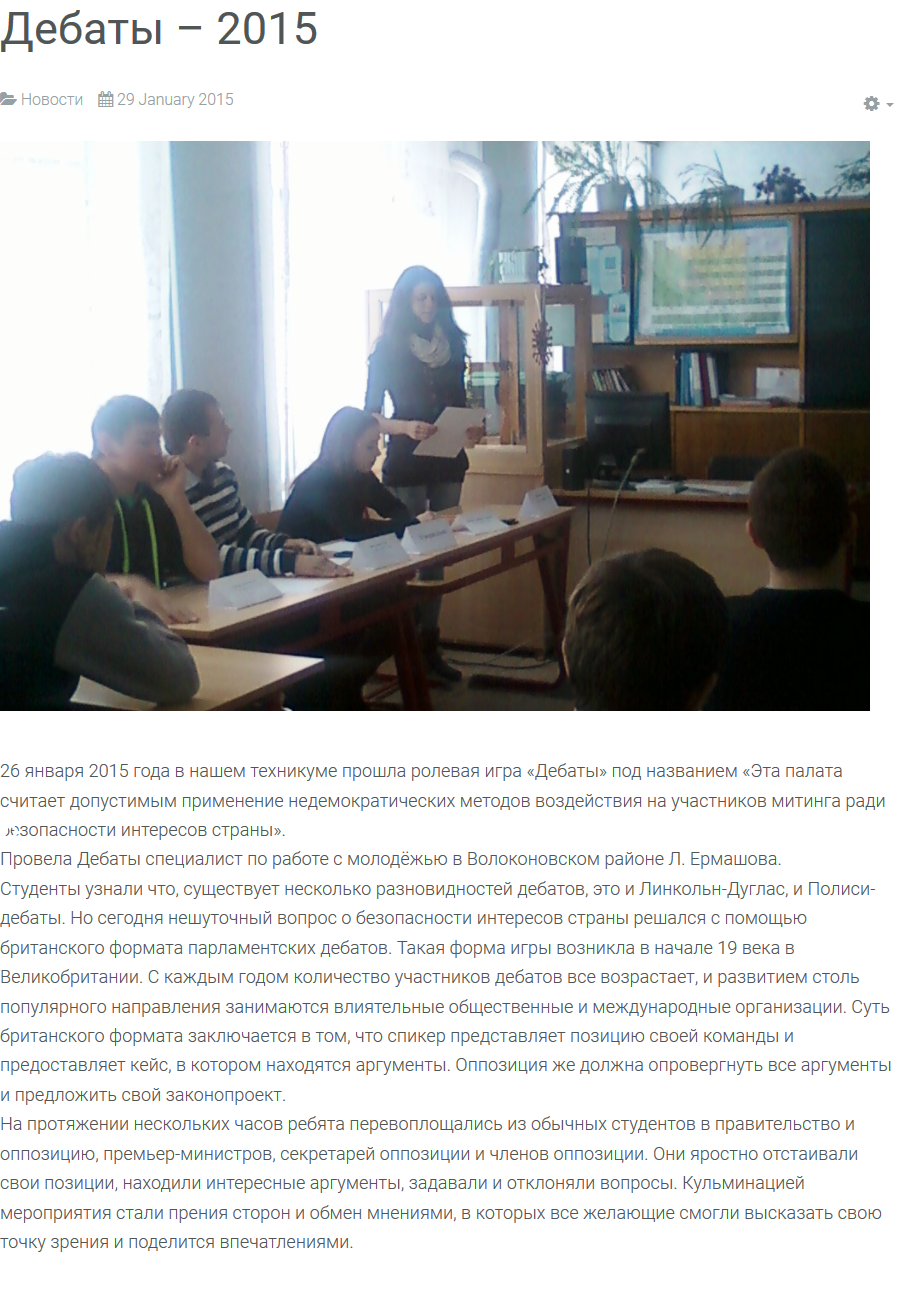 Дебаты – 2015
Новости 29 January 2015
26 января 2015 года в нашем техникуме прошла ролевая игра «Дебаты» под названием «Эта палата
считает допустимым применение недемократических методов воздействия на участников митинга ради
безопасности интересов страны».
Провела Дебаты специалист по работе с молодёжью в Волоконовском районе Л. Ермашова.
Студенты узнали что, существует несколько разновидностей дебатов, это и Линкольн-Дуглас, и Полиси-
дебаты. Но сегодня нешуточный вопрос о безопасности интересов страны решался с помощью
британского формата парламентских дебатов. Такая форма игры возникла в начале 19 века в
Великобритании. С каждым годом количество участников дебатов все возрастает, и развитием столь
популярного направления занимаются влиятельные общественные и международные организации. Суть
британского формата заключается в том, что спикер представляет позицию своей команды и
предоставляет кейс, в котором находятся аргументы. Оппозиция же должна опровергнуть все аргументы
и предложить свой законопроект.
На протяжении нескольких часов ребята перевоплощались из обычных студентов в правительство и
оппозицию, премьер-министров, секретарей оппозиции и членов оппозиции. Они яростно отстаивали
свои позиции, находили интересные аргументы, задавали и отклоняли вопросы. Кульминацией
мероприятия стали прения сторон и обмен мнениями, в которых все желающие смогли высказать свою
точку зрения и поделится впечатлениями.